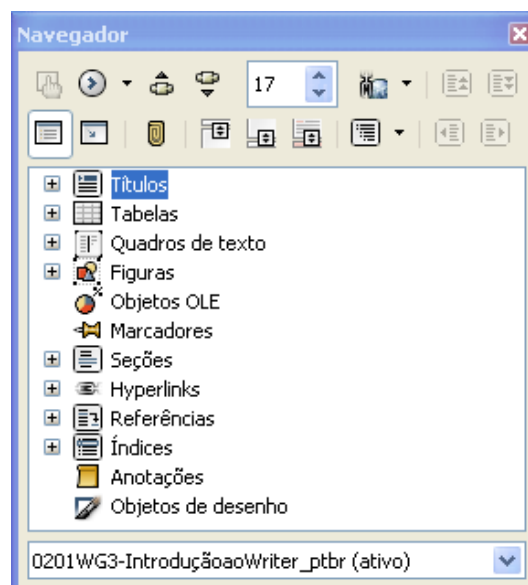 Navegador
17
Títulos
Tabelas
Quadros de texto
Figuras
Objetos OLE
Marcadores
Seções
Hyperlinks
Referências
Índices
Anotações
Objetos de desenho
0201WG3-IntroduçãoaoWriter_ptbr (ativo)